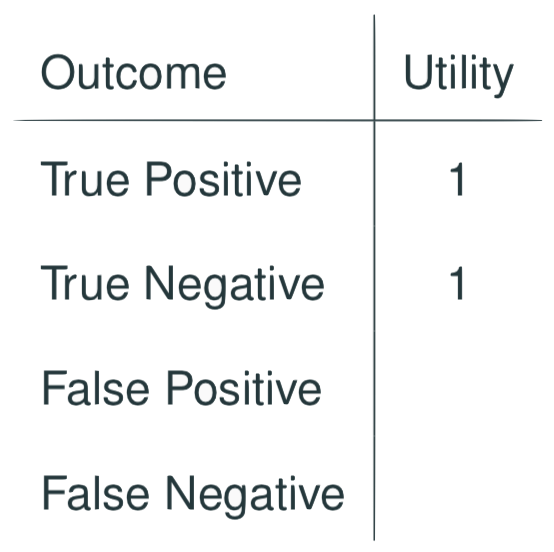 Outcome Utility
True Positive 1
True Negative 1
False Positive
False Negative